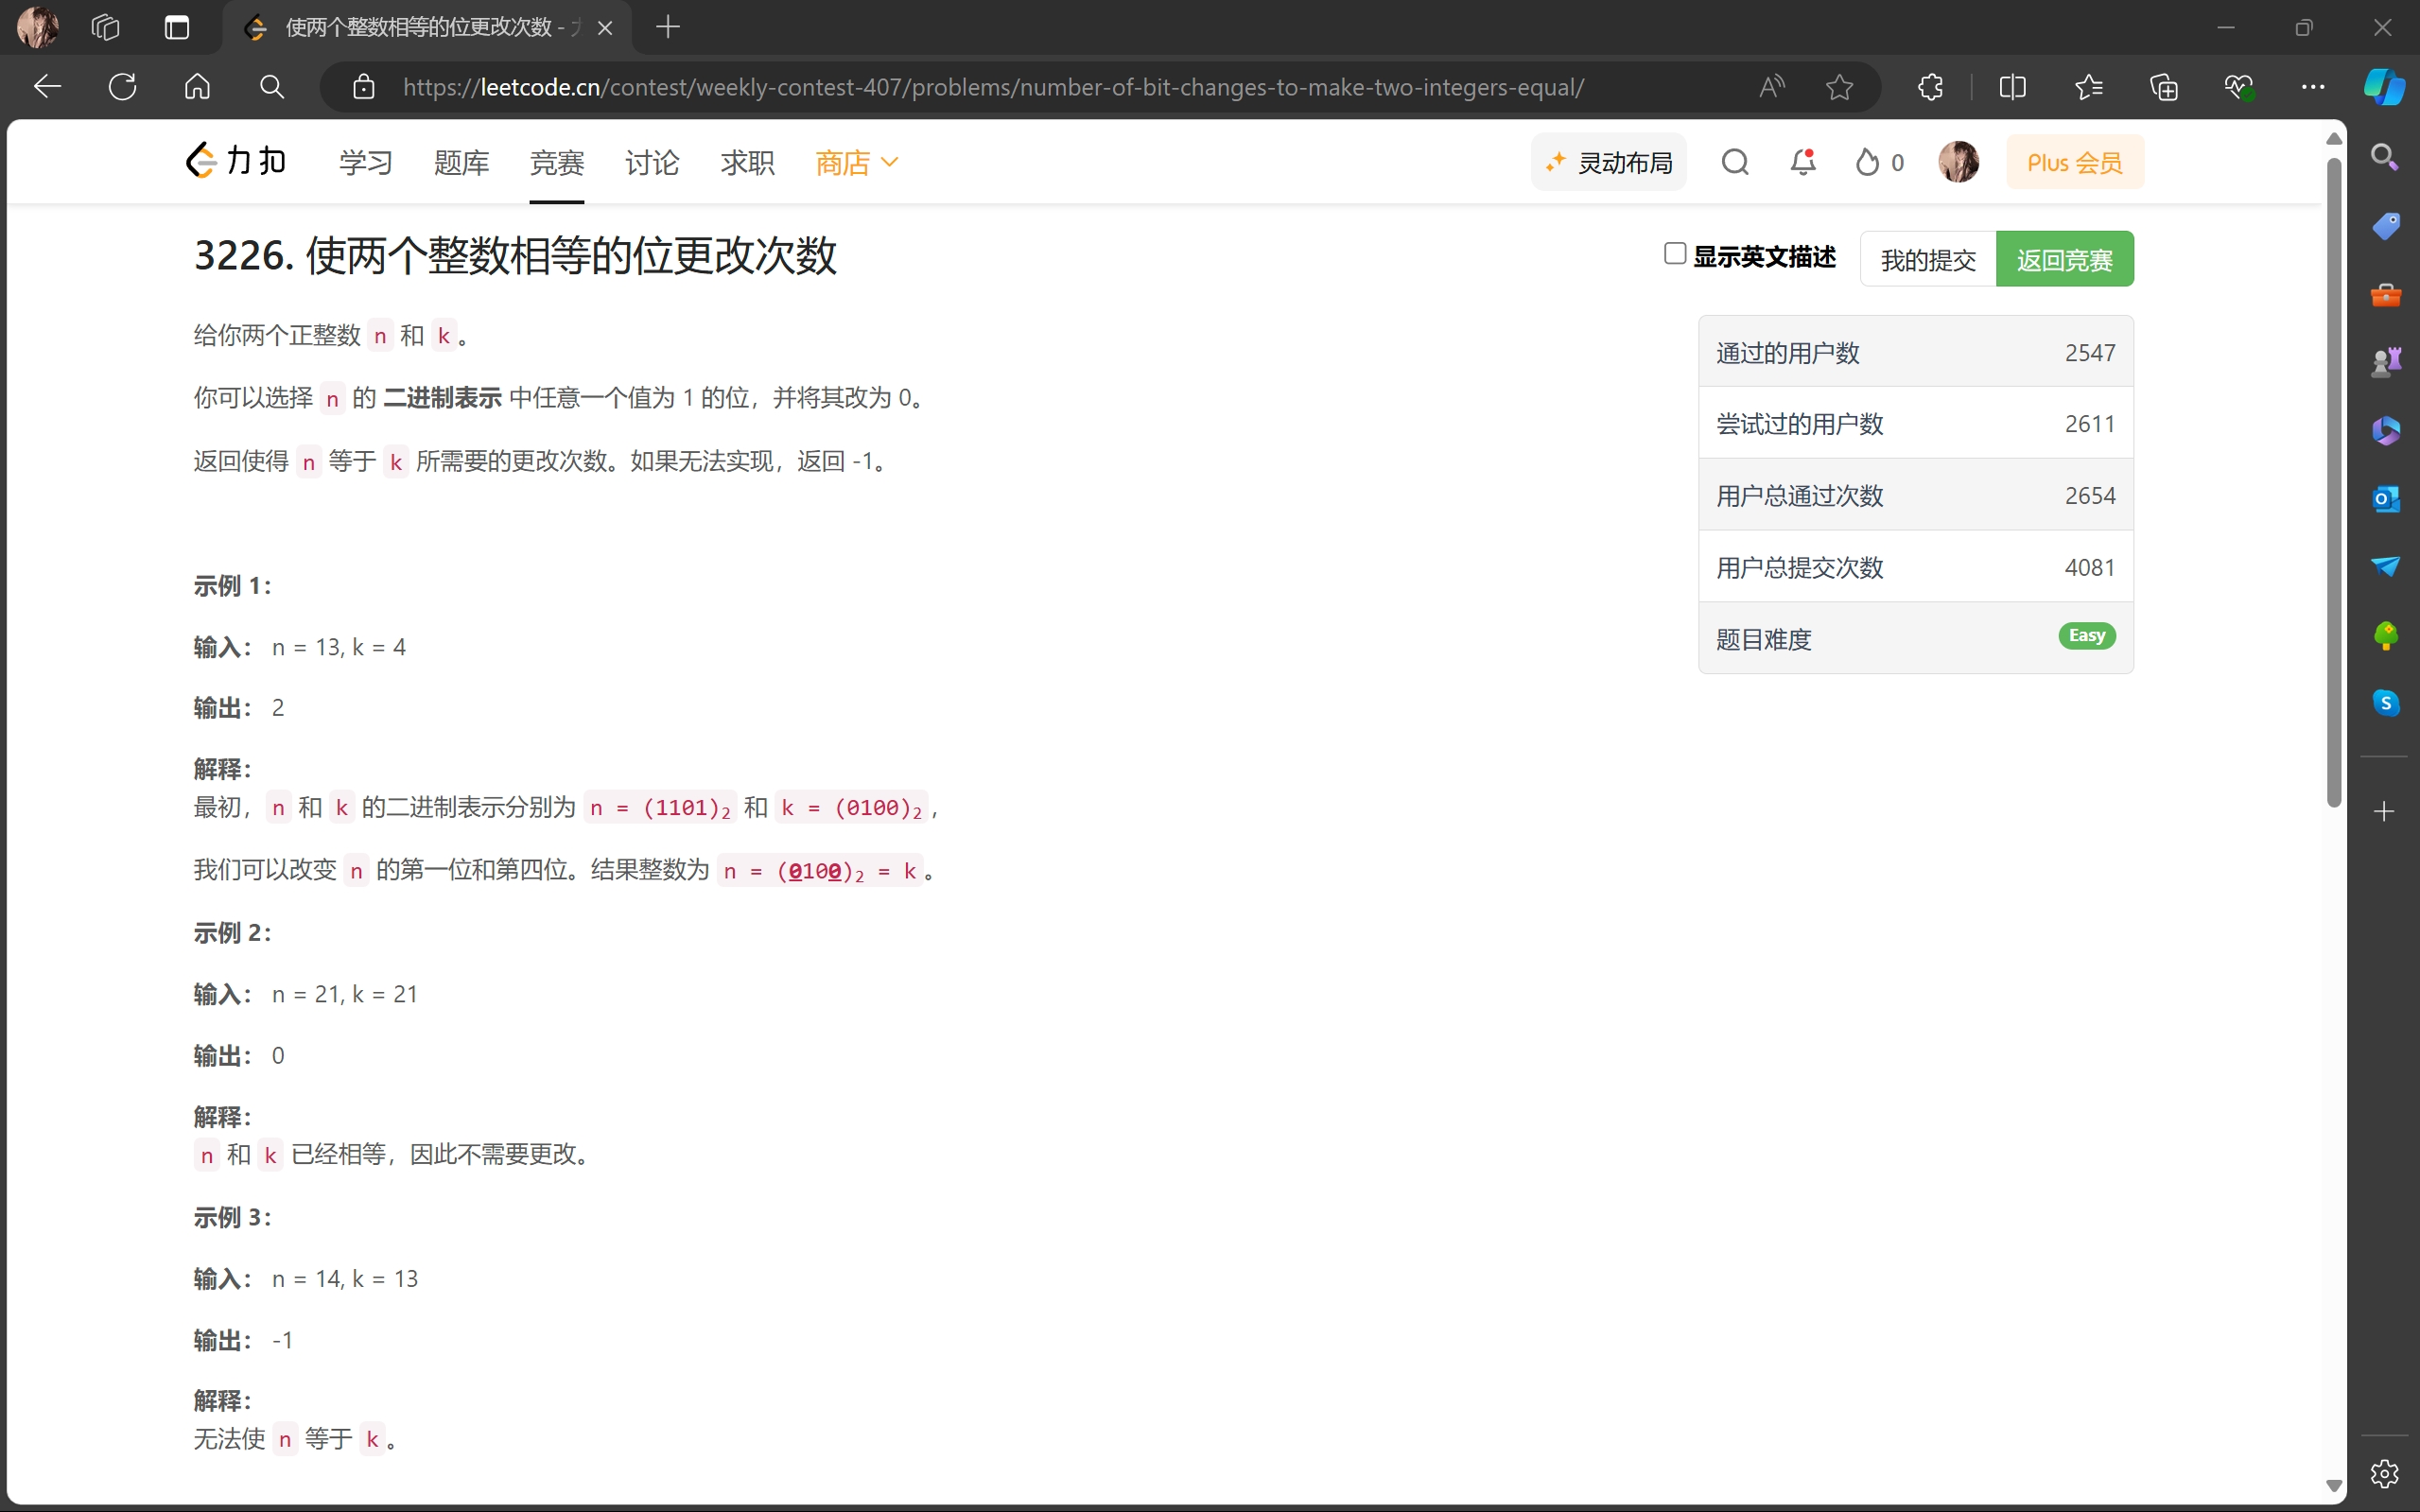 使两个整数相等的位更改次数 -
https://leetcode.cn/contest/weekly-contest-407/problems/number-of-bit-changes-to-make-two-integers-equal/
力扣 学习 题库 竞赛 讨论 求职 商店 灵动布局 0 Plus 会员
3226. 使两个整数相等的位更改次数
显示英文描述 我的提交 返回竞赛
给你两个正整数 n 和 k。
你可以选择 n 的 二进制表示 中任意一个值为 1 的位，并将其改为 0。
返回使得 n 等于 k 所需要的更改次数。如果无法实现，返回 -1。
示例 1：
输入： n = 13, k = 4
输出： 2
解释：
最初，n 和 k 的二进制表示分别为 n = (1101)₂ 和 k = (0100)₂，
我们可以改变 n 的第一位和第四位。结果整数为 n = (0100)₂ = k。
示例 2：
输入： n = 21, k = 21
输出： 0
解释：
n 和 k 已经相等，因此不需要更改。
示例 3：
输入： n = 14, k = 13
输出： -1
解释：
无法使 n 等于 k。
通过的用户数 2547
尝试过的用户数 2611
用户总通过次数 2654
用户总提交次数 4081
题目难度 Easy